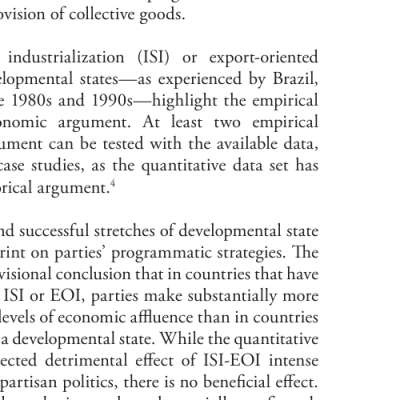 ovision of collective goods.
industrialization (ISI) or export-oriented
elopmental states—as experienced by Brazil,
e 1980s and 1990s—highlight the empirical
onomic argument. At least two empirical
ument can be tested with the available data,
case studies, as the quantitative data set has
orical argument.4
nd successful stretches of developmental state
rint on parties’ programmatic strategies. The
visional conclusion that in countries that have
ISI or EOI, parties make substantially more
levels of economic affluence than in countries
a developmental state. While the quantitative
ected detrimental effect of ISI-EOI intense
partisan politics, there is no beneficial effect.